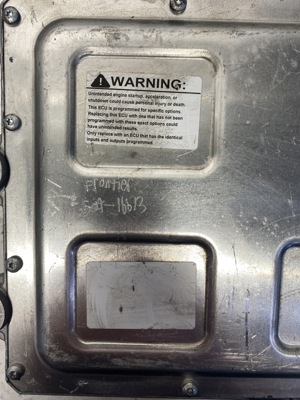 WARNING:
Unintended engine startup, acceleration, or
shutdown could cause personal injury or death.
This ECU is programmed for specific options.
Replacing this ECU with one that has not been
programmed with these exact options could
have unintended results.
Only replace with an ECU that has the identical
inputs and outputs programmed.